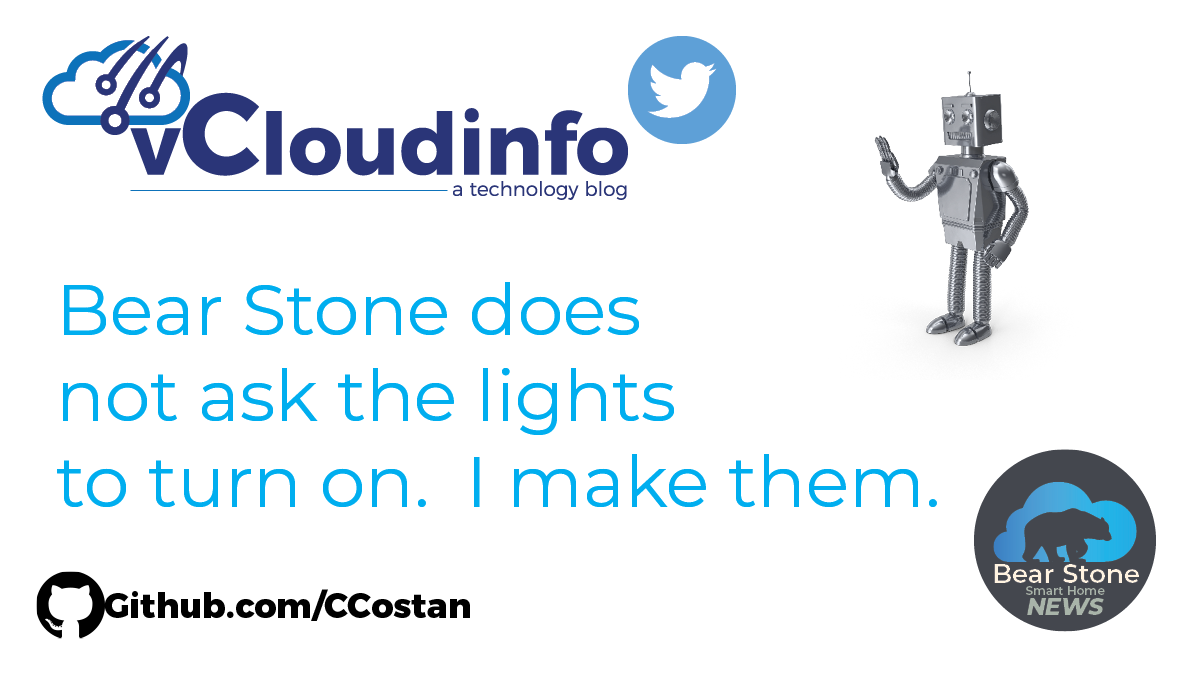 vCloudinfo
a technology blog
Bear Stone does
not ask the lights
to turn on.  I make them.
Bear Stone
Smart Home
NEWS
Github.com/CCostan